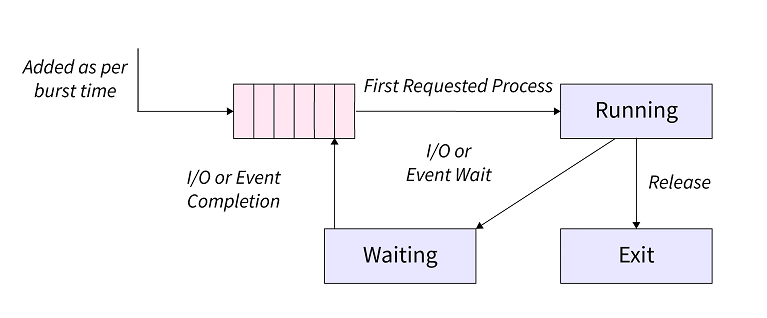 Added as per
burst time
First Requested Process
Running
I/O or
Event Wait
I/O or Event
Completion
Release
Waiting
Exit